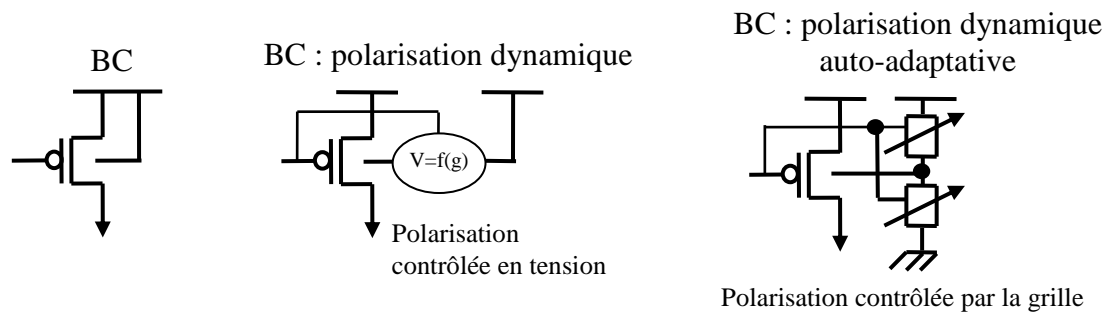 BC
BC : polarisation dynamique
V=f(g)
Polarisation
contrôlée en tension
BC : polarisation dynamique
auto-adaptative
Polarisation contrôlée par la grille